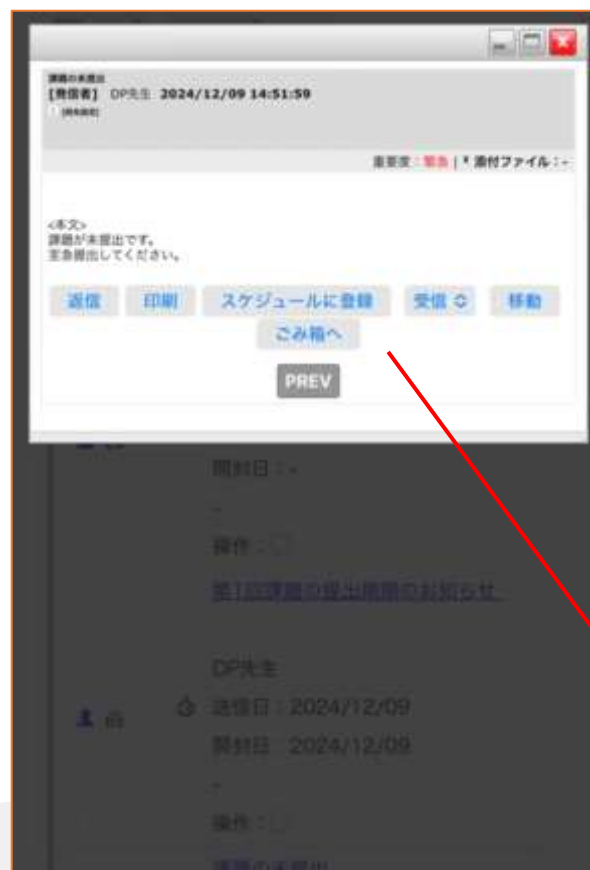 課題の未提出
[発信者] DP先生 2024/12/09 14:51:59
重要度：緊急 | * 添付ファイル：-
<本文>
課題が未提出です。
至急提出してください。
返信 印刷 スケジュールに登録 受信 移動
ごみ箱へ
PREV
開封日：-
-
操作：
第1回課題の提出期限のお知らせ
DP先生
送信日：2024/12/09
開封日：2024/12/09
-
操作：
課題の未提出